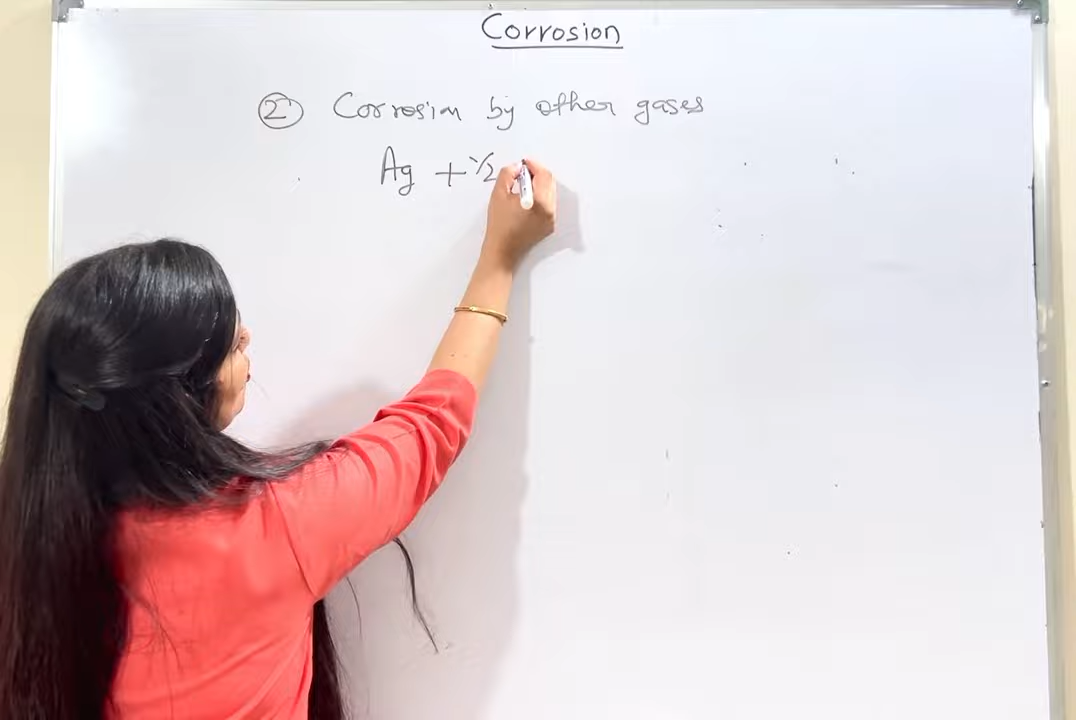 Corrosion
② Corrosion by other gases
Ag + 1/2